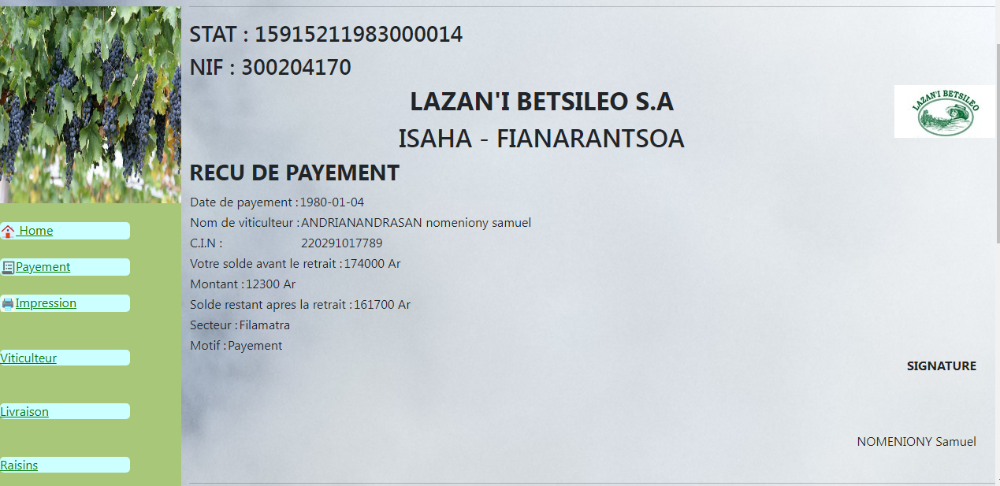 STAT : 15915211983000014
NIF : 300204170
LAZAN'I BETSILEO S.A
LAZAN'I BETSILEO
ISAHA - FIANARANTSOA
RECU DE PAYEMENT
Date de payement : 1980-01-04
Nom de viticulteur : ANDRIANANDRASAN nomeniony samuel
C.I.N : 220291017789
Votre solde avant le retrait : 174000 Ar
Montant : 12300 Ar
Solde restant apres la retrait : 161700 Ar
Secteur : Filamatra
Motif : Payement
SIGNATURE
NOMENIONY Samuel
Home
Payement
Impression
Viticulteur
Livraison
Raisins